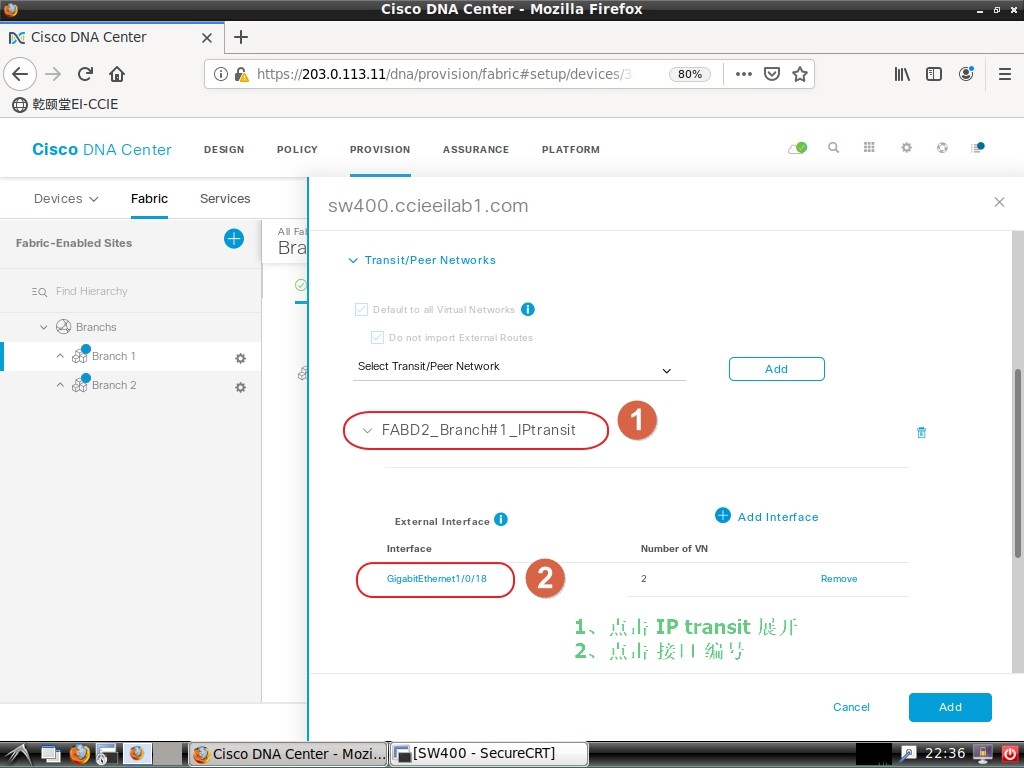 Cisco DNA Center - Mozilla Firefox
Cisco DNA Center
https://203.0.113.11/dna/provision/fabric#setup/devices/3
80%
乾颐堂EI-CCIE
Cisco DNA Center
DESIGN
POLICY
PROVISION
ASSURANCE
PLATFORM
Devices
Fabric
Services
Fabric-Enabled Sites
Find Hierarchy
Branchs
Branch 1
Branch 2
All Fab
Bra
sw400.ccieeilab1.com
Transit/Peer Networks
Default to all Virtual Networks
Do not import External Routes
Select Transit/Peer Network
Add
FABD2_Branch#1_IPtransit
1
External Interface
Add Interface
Interface
Number of VN
GigabitEthernet1/0/18
2
2
Remove
1、点击 IP transit 展开
2、点击 接口 编号
Cancel
Add
Cisco DNA Center - Mozi...
[SW400 - SecureCRT]
22:36